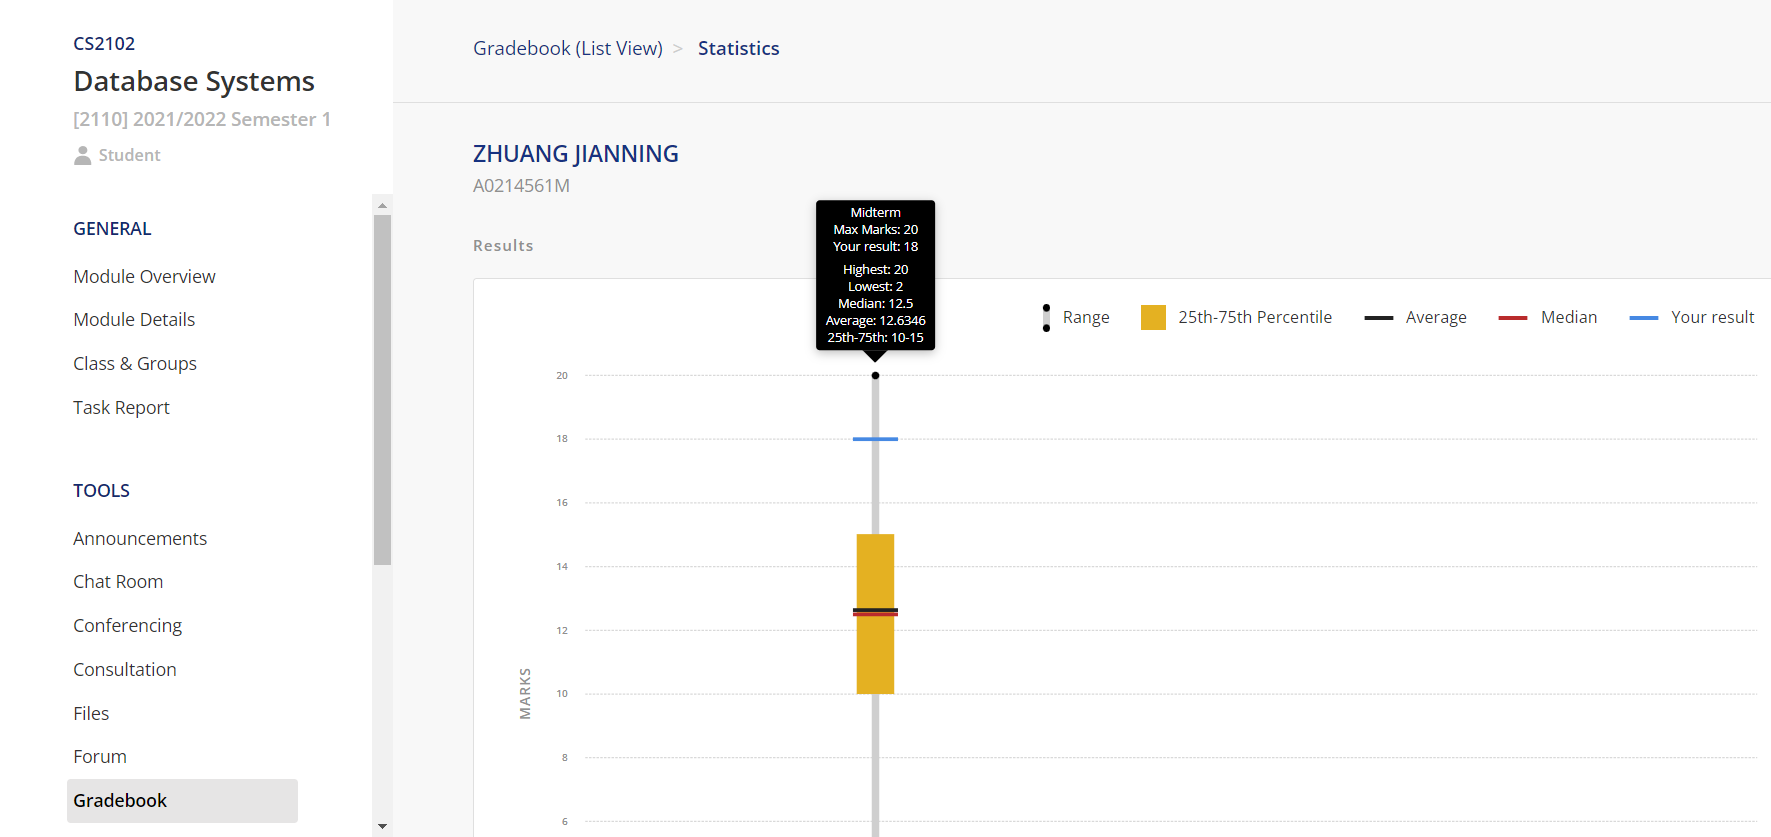 CS2102
Database Systems
[2110] 2021/2022 Semester 1
Student
GENERAL
Module Overview
Module Details
Class & Groups
Task Report
TOOLS
Announcements
Chat Room
Conferencing
Consultation
Files
Forum
Gradebook
Gradebook (List View) > Statistics
ZHUANG JIANNING
A0214561M
Results
Midterm
Max Marks: 20
Your result: 18
Highest: 20
Lowest: 2
Median: 12.5
Average: 12.6346
25th-75th: 10-15
Range 25th-75th Percentile Average Median Your result
20
18
16
14
12
10
8
6
MARKS